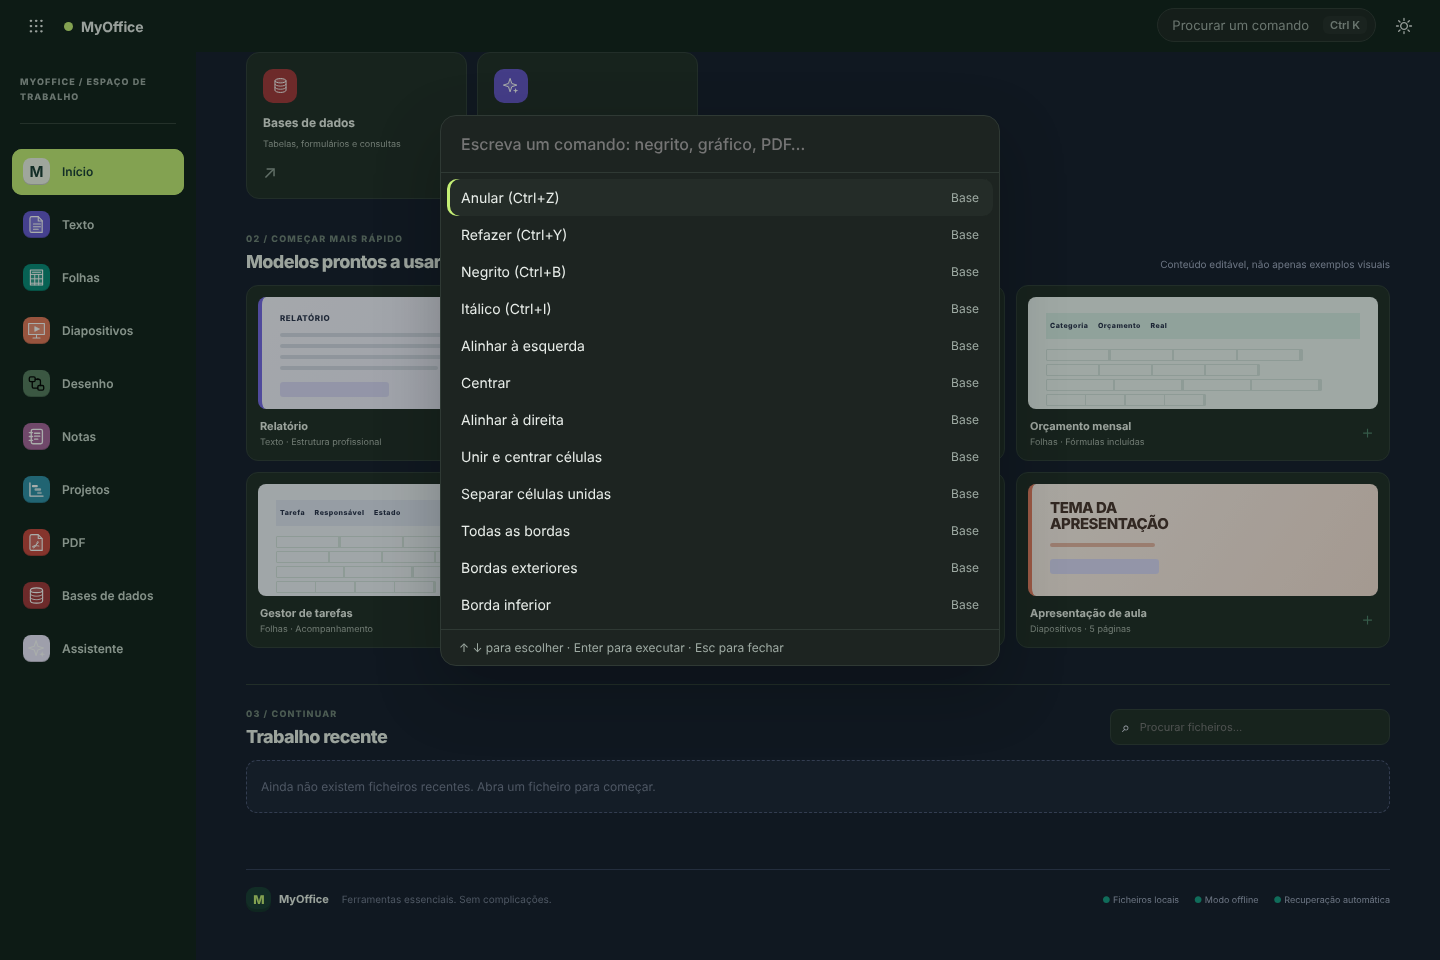 MyOffice
Procurar um comando
Ctrl K
MYOFFICE / ESPAÇO DE
TRABALHO
M
Início
Texto
Folhas
Diapositivos
Desenho
Notas
Projetos
PDF
Bases de dados
Assistente
Bases de dados
Tabelas, formulários e consultas
02 / COMEÇAR MAIS RÁPIDO
Modelos prontos a usar
Conteúdo editável, não apenas exemplos visuais
RELATÓRIO
Relatório
Texto · Estrutura profissional
Categoria Orçamento Real
Orçamento mensal
Folhas · Fórmulas incluídas
Tarefa Responsável Estado
Gestor de tarefas
Folhas · Acompanhamento
TEMA DA
APRESENTAÇÃO
Apresentação de aula
Diapositivos · 5 páginas
Escreva um comando: negrito, gráfico, PDF...
Anular (Ctrl+Z) Base
Refazer (Ctrl+Y) Base
Negrito (Ctrl+B) Base
Itálico (Ctrl+I) Base
Alinhar à esquerda Base
Centrar Base
Alinhar à direita Base
Unir e centrar células Base
Separar células unidas Base
Todas as bordas Base
Bordas exteriores Base
Borda inferior Base
↑ ↓ para escolher · Enter para executar · Esc para fechar
03 / CONTINUAR
Trabalho recente
Procurar ficheiros...
Ainda não existem ficheiros recentes. Abra um ficheiro para começar.
M MyOffice Ferramentas essenciais. Sem complicações.
Ficheiros locais Modo offline Recuperação automática